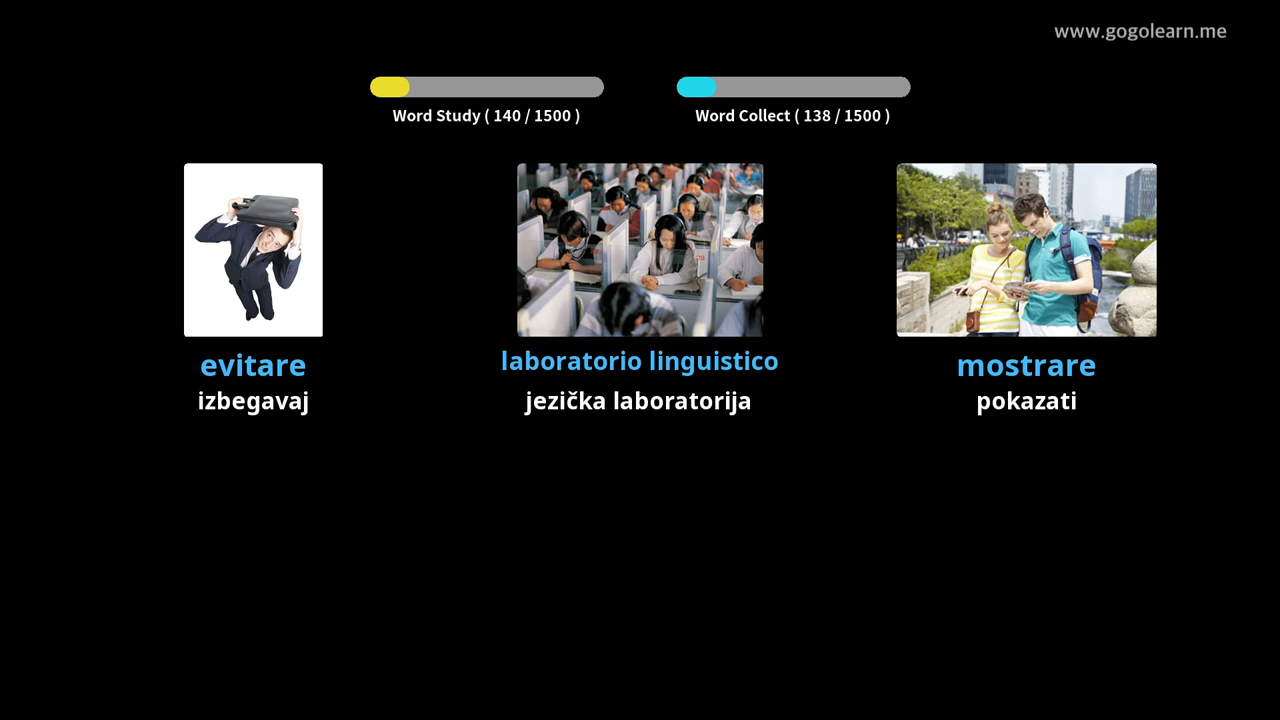 www.gogolearn.me
Word Study ( 140 / 1500 )
Word Collect ( 138 / 1500 )
evitare
izbegavaj
laboratorio linguistico
jezička laboratorija
mostrare
pokazati